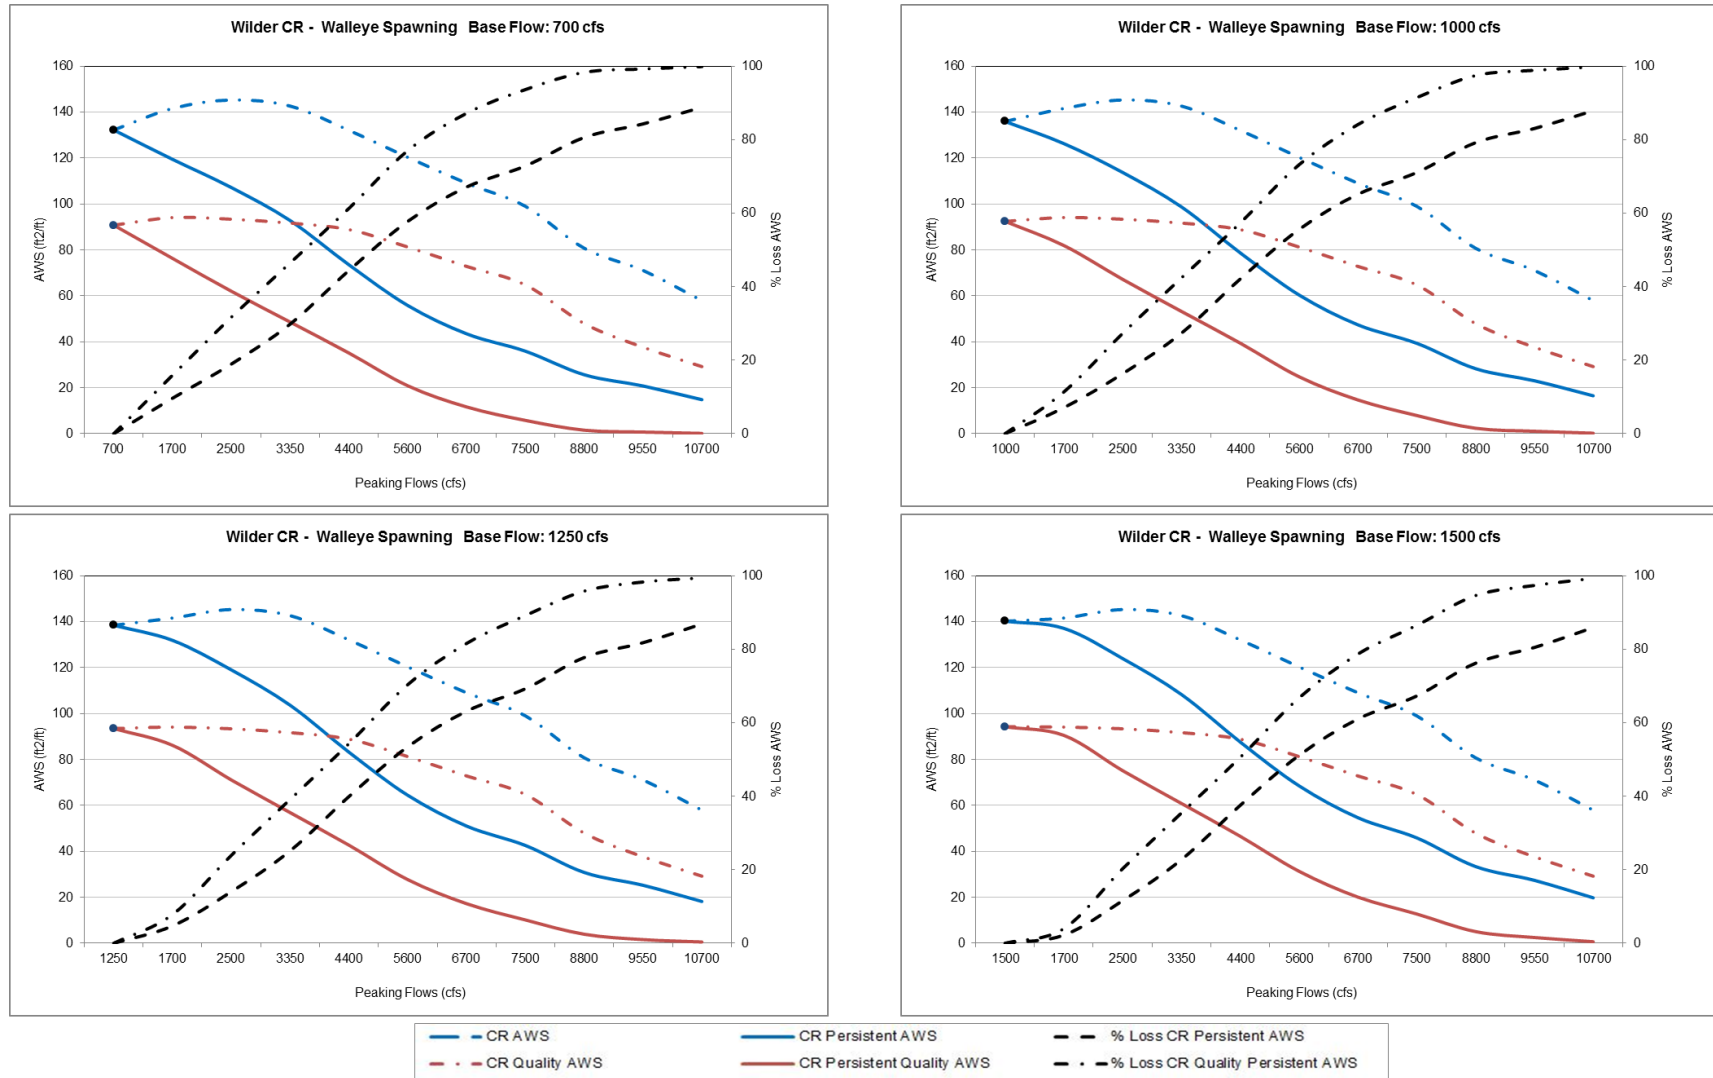 Wilder CR - Walleye Spawning Base Flow: 700 cfs
160
140
120
100
80
60
40
20
0
AWS (ft2/ft)
100
80
60
40
20
0
% Loss AWS
700 1700 2500 3350 4400 5600 6700 7500 8800 9550 10700
Peaking Flows (cfs)
Wilder CR - Walleye Spawning Base Flow: 1000 cfs
160
140
120
100
80
60
40
20
0
AWS (ft2/ft)
100
80
60
40
20
0
% Loss AWS
1000 1700 2500 3350 4400 5600 6700 7500 8800 9550 10700
Peaking Flows (cfs)
Wilder CR - Walleye Spawning Base Flow: 1250 cfs
160
140
120
100
80
60
40
20
0
AWS (ft2/ft)
100
80
60
40
20
0
% Loss AWS
1250 1700 2500 3350 4400 5600 6700 7500 8800 9550 10700
Peaking Flows (cfs)
Wilder CR - Walleye Spawning Base Flow: 1500 cfs
160
140
120
100
80
60
40
20
0
AWS (ft2/ft)
100
80
60
40
20
0
% Loss AWS
1500 1700 2500 3350 4400 5600 6700 7500 8800 9550 10700
Peaking Flows (cfs)
CR AWS CR Persistent AWS % Loss CR Persistent AWS
CR Quality AWS CR Persistent Quality AWS % Loss CR Quality Persistent AWS